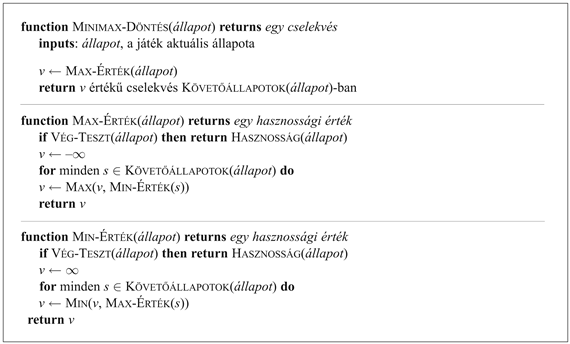 function MINIMAX-DÖNTÉS(állapot) returns egy cselekvés
inputs: állapot, a játék aktuális állapota
v ← MAX-ÉRTÉK(állapot)
return v értékű cselekvés KÖVETŐÁLLAPOTOK(állapot)-ban
function MAX-ÉRTÉK(állapot) returns egy hasznossági érték
if VÉG-TESZT(állapot) then return HASZNOSSÁG(állapot)
v ← –∞
for minden s ∈ KÖVETŐÁLLAPOTOK(állapot) do
v ← MAX(v, MIN-ÉRTÉK(s))
return v
function MIN-ÉRTÉK(állapot) returns egy hasznossági érték
if VÉG-TESZT(állapot) then return HASZNOSSÁG(állapot)
v ← ∞
for minden s ∈ KÖVETŐÁLLAPOTOK(állapot) do
v ← MIN(v, MAX-ÉRTÉK(s))
return v